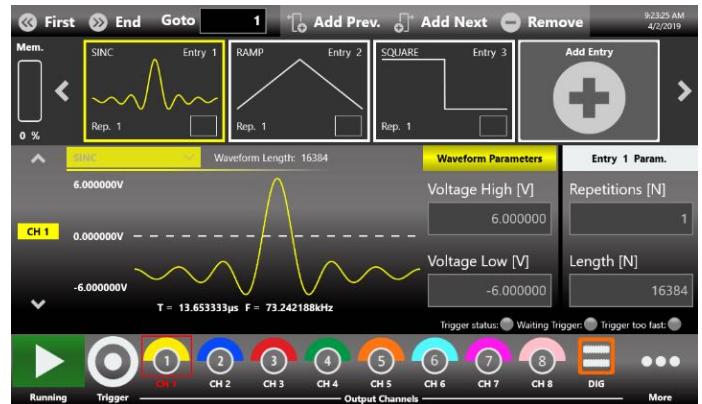 First End Goto 1 Add Prev. Add Next Remove 9:23:25 AM
4/2/2019
Mem.
0 %
SINC Entry 1
Rep. 1
RAMP Entry 2
Rep. 1
SQUARE Entry 3
Rep. 1
Add Entry
SINC Waveform Length: 16384
6.000000V
CH 1 0.000000V
-6.000000V
T = 13.653333µs F = 73.242188kHz
Waveform Parameters
Voltage High [V]
6.000000
Voltage Low [V]
-6.000000
Entry 1 Param.
Repetitions [N]
1
Length [N]
16384
Trigger status: Waiting Trigger: Trigger too fast:
1 2 3 4 5 6 7 8
CH 1 CH 2 CH 3 CH 4 CH 5 CH 6 CH 7 CH 8 DIG
Running Trigger Output Channels More